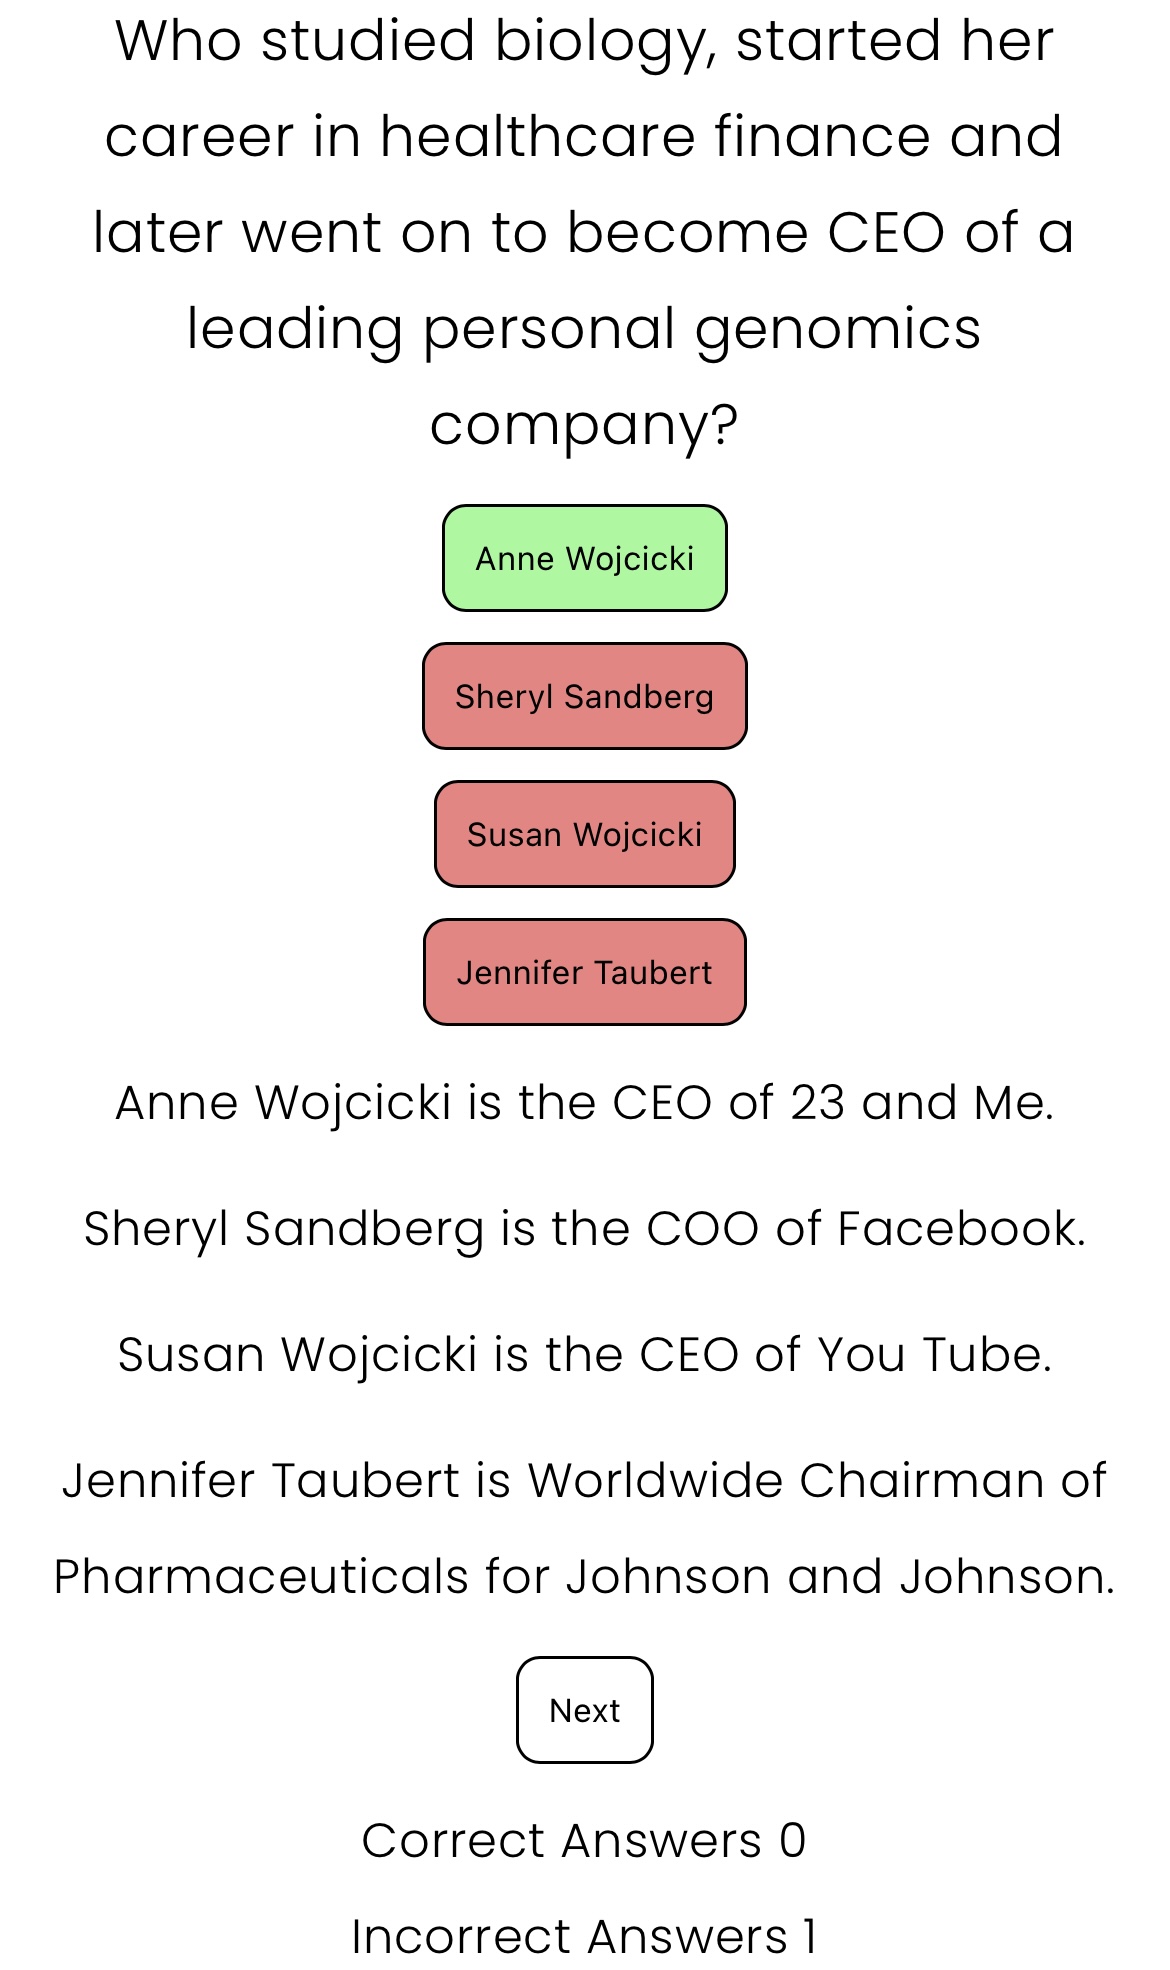 Who studied biology, started her
career in healthcare finance and
later went on to become CEO of a
leading personal genomics
company?
Anne Wojcicki
Sheryl Sandberg
Susan Wojcicki
Jennifer Taubert
Anne Wojcicki is the CEO of 23 and Me.
Sheryl Sandberg is the COO of Facebook.
Susan Wojcicki is the CEO of You Tube.
Jennifer Taubert is Worldwide Chairman of
Pharmaceuticals for Johnson and Johnson.
Next
Correct Answers 0
Incorrect Answers 1